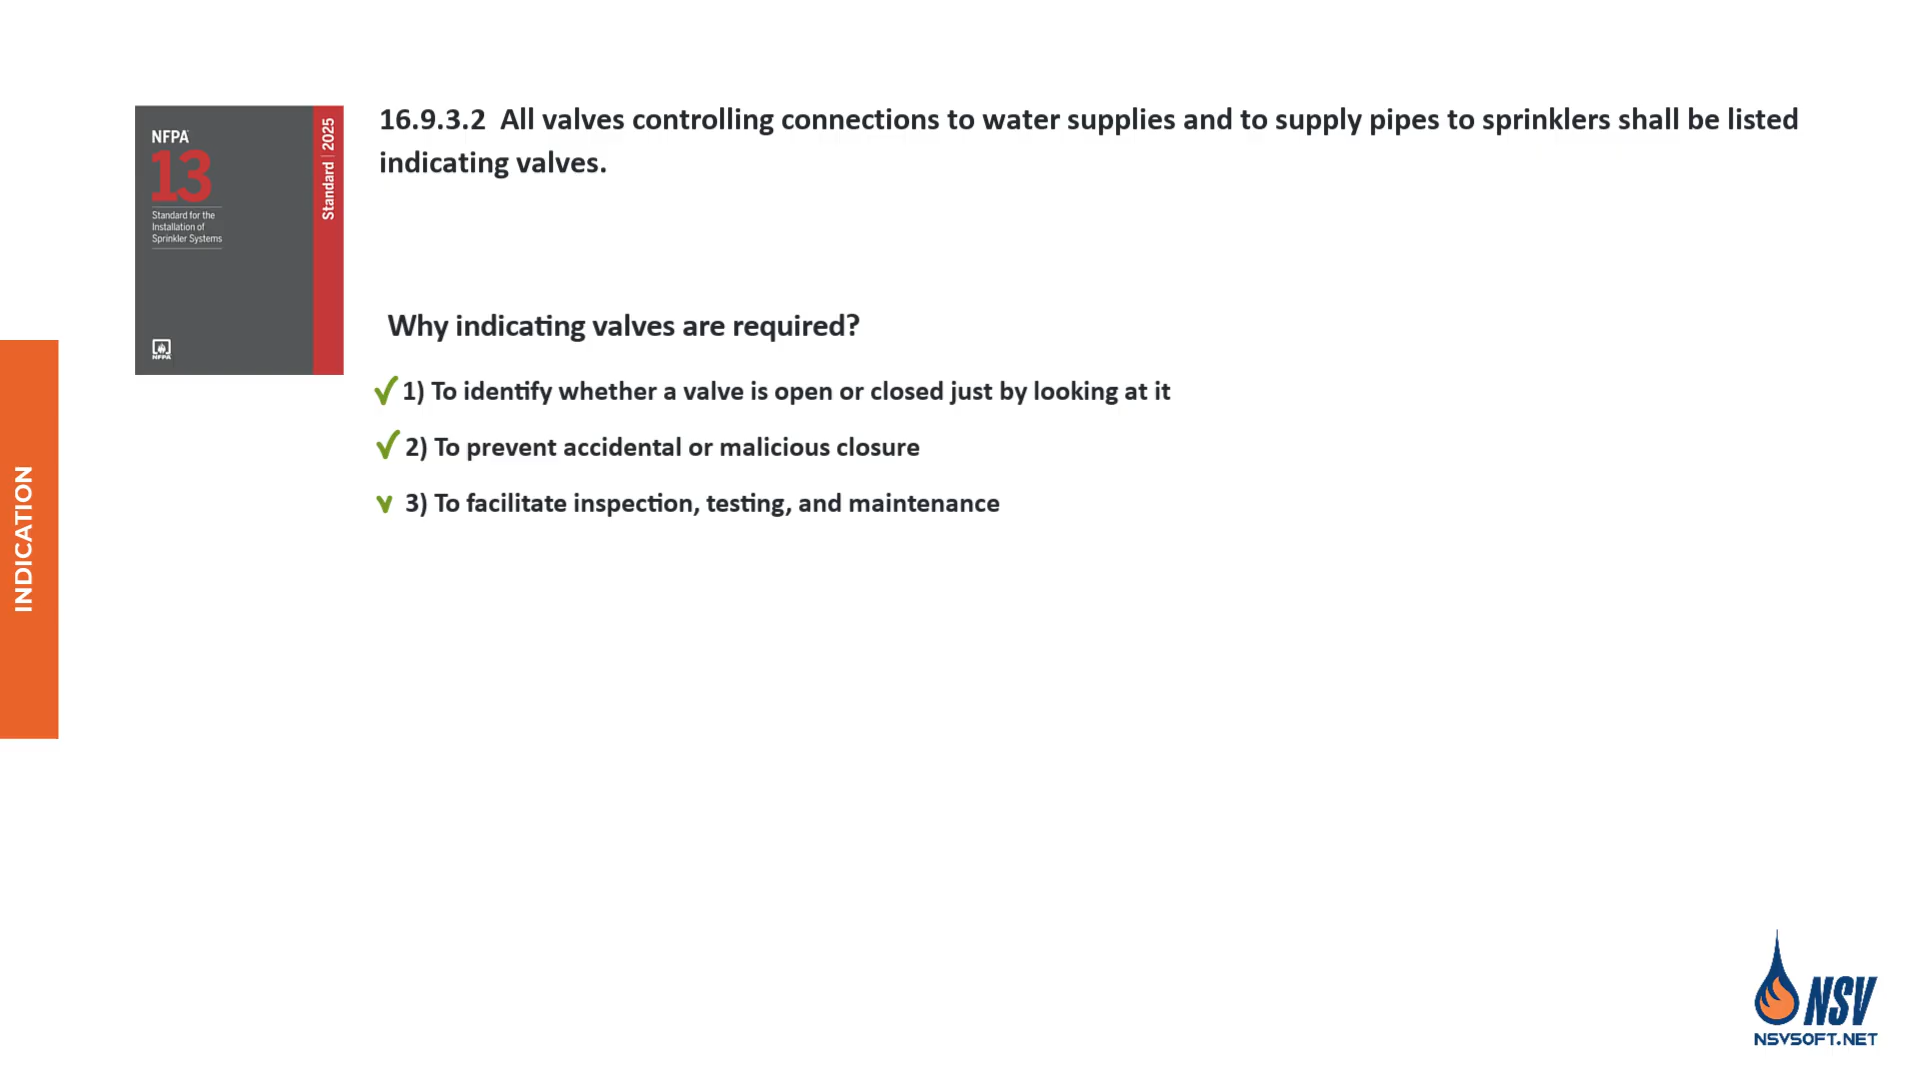 16.9.3.2 All valves controlling connections to water supplies and to supply pipes to sprinklers shall be listed
indicating valves.
NFPA
13
Standard for the
Installation of
Sprinkler Systems
Standard | 2025
NFPA
Why indicating valves are required?
1) To identify whether a valve is open or closed just by looking at it
2) To prevent accidental or malicious closure
3) To facilitate inspection, testing, and maintenance
INDICATION
NSV
NSVSOFT.NET